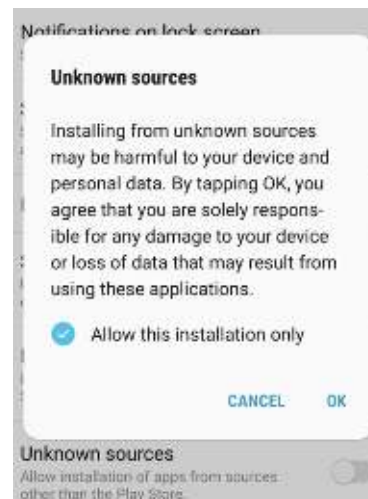 Notifications on lock screen
Unknown sources
Installing from unknown sources
may be harmful to your device and
personal data. By tapping OK, you
agree that you are solely respons-
ible for any damage to your device
or loss of data that may result from
using these applications.
Allow this installation only
CANCEL OK
Unknown sources
Allow installation of apps from sources
other than the Play Store.